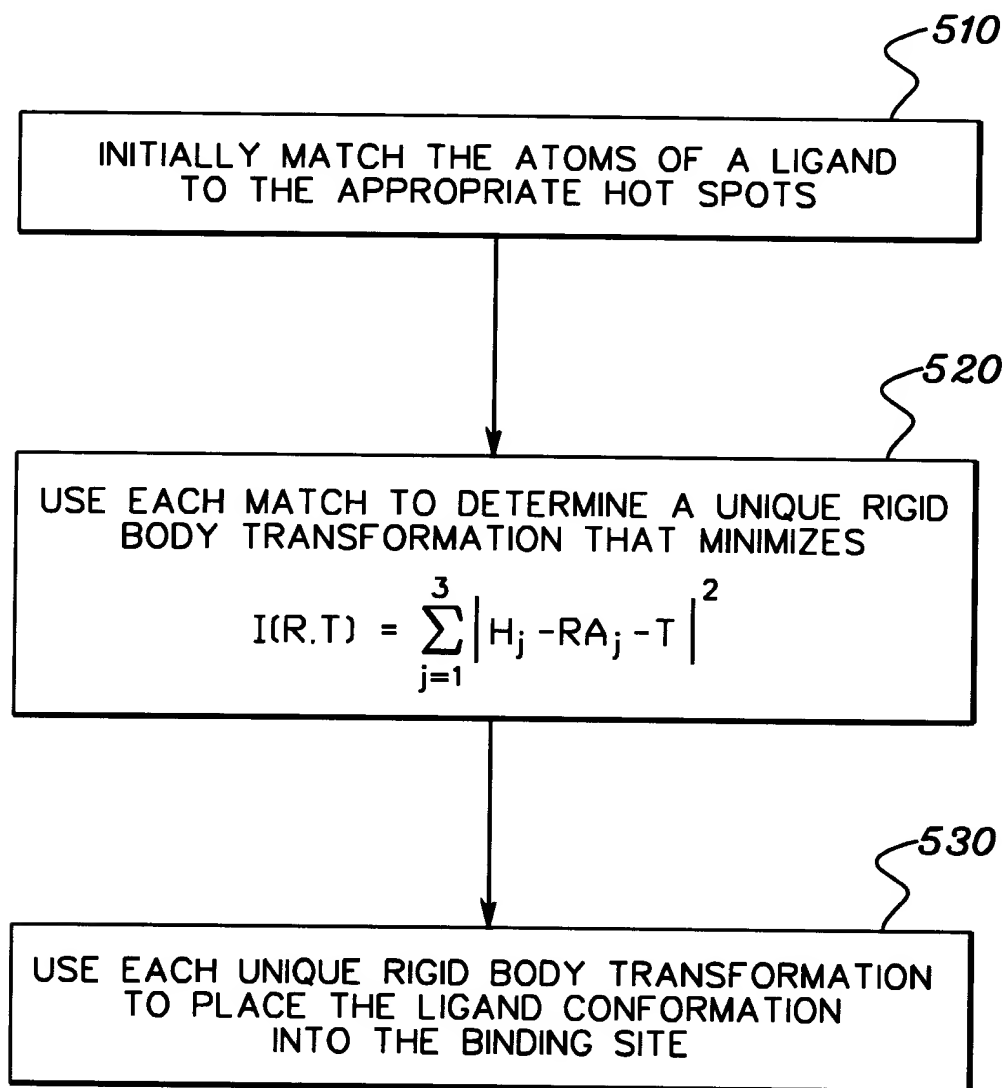 510
INITIALLY MATCH THE ATOMS OF A LIGAND
TO THE APPROPRIATE HOT SPOTS
520
USE EACH MATCH TO DETERMINE A UNIQUE RIGID
BODY TRANSFORMATION THAT MINIMIZES
I(R.T) = \sum_{j=1}^{3} | H_j -RA_j -T |^2
530
USE EACH UNIQUE RIGID BODY TRANSFORMATION
TO PLACE THE LIGAND CONFORMATION
INTO THE BINDING SITE